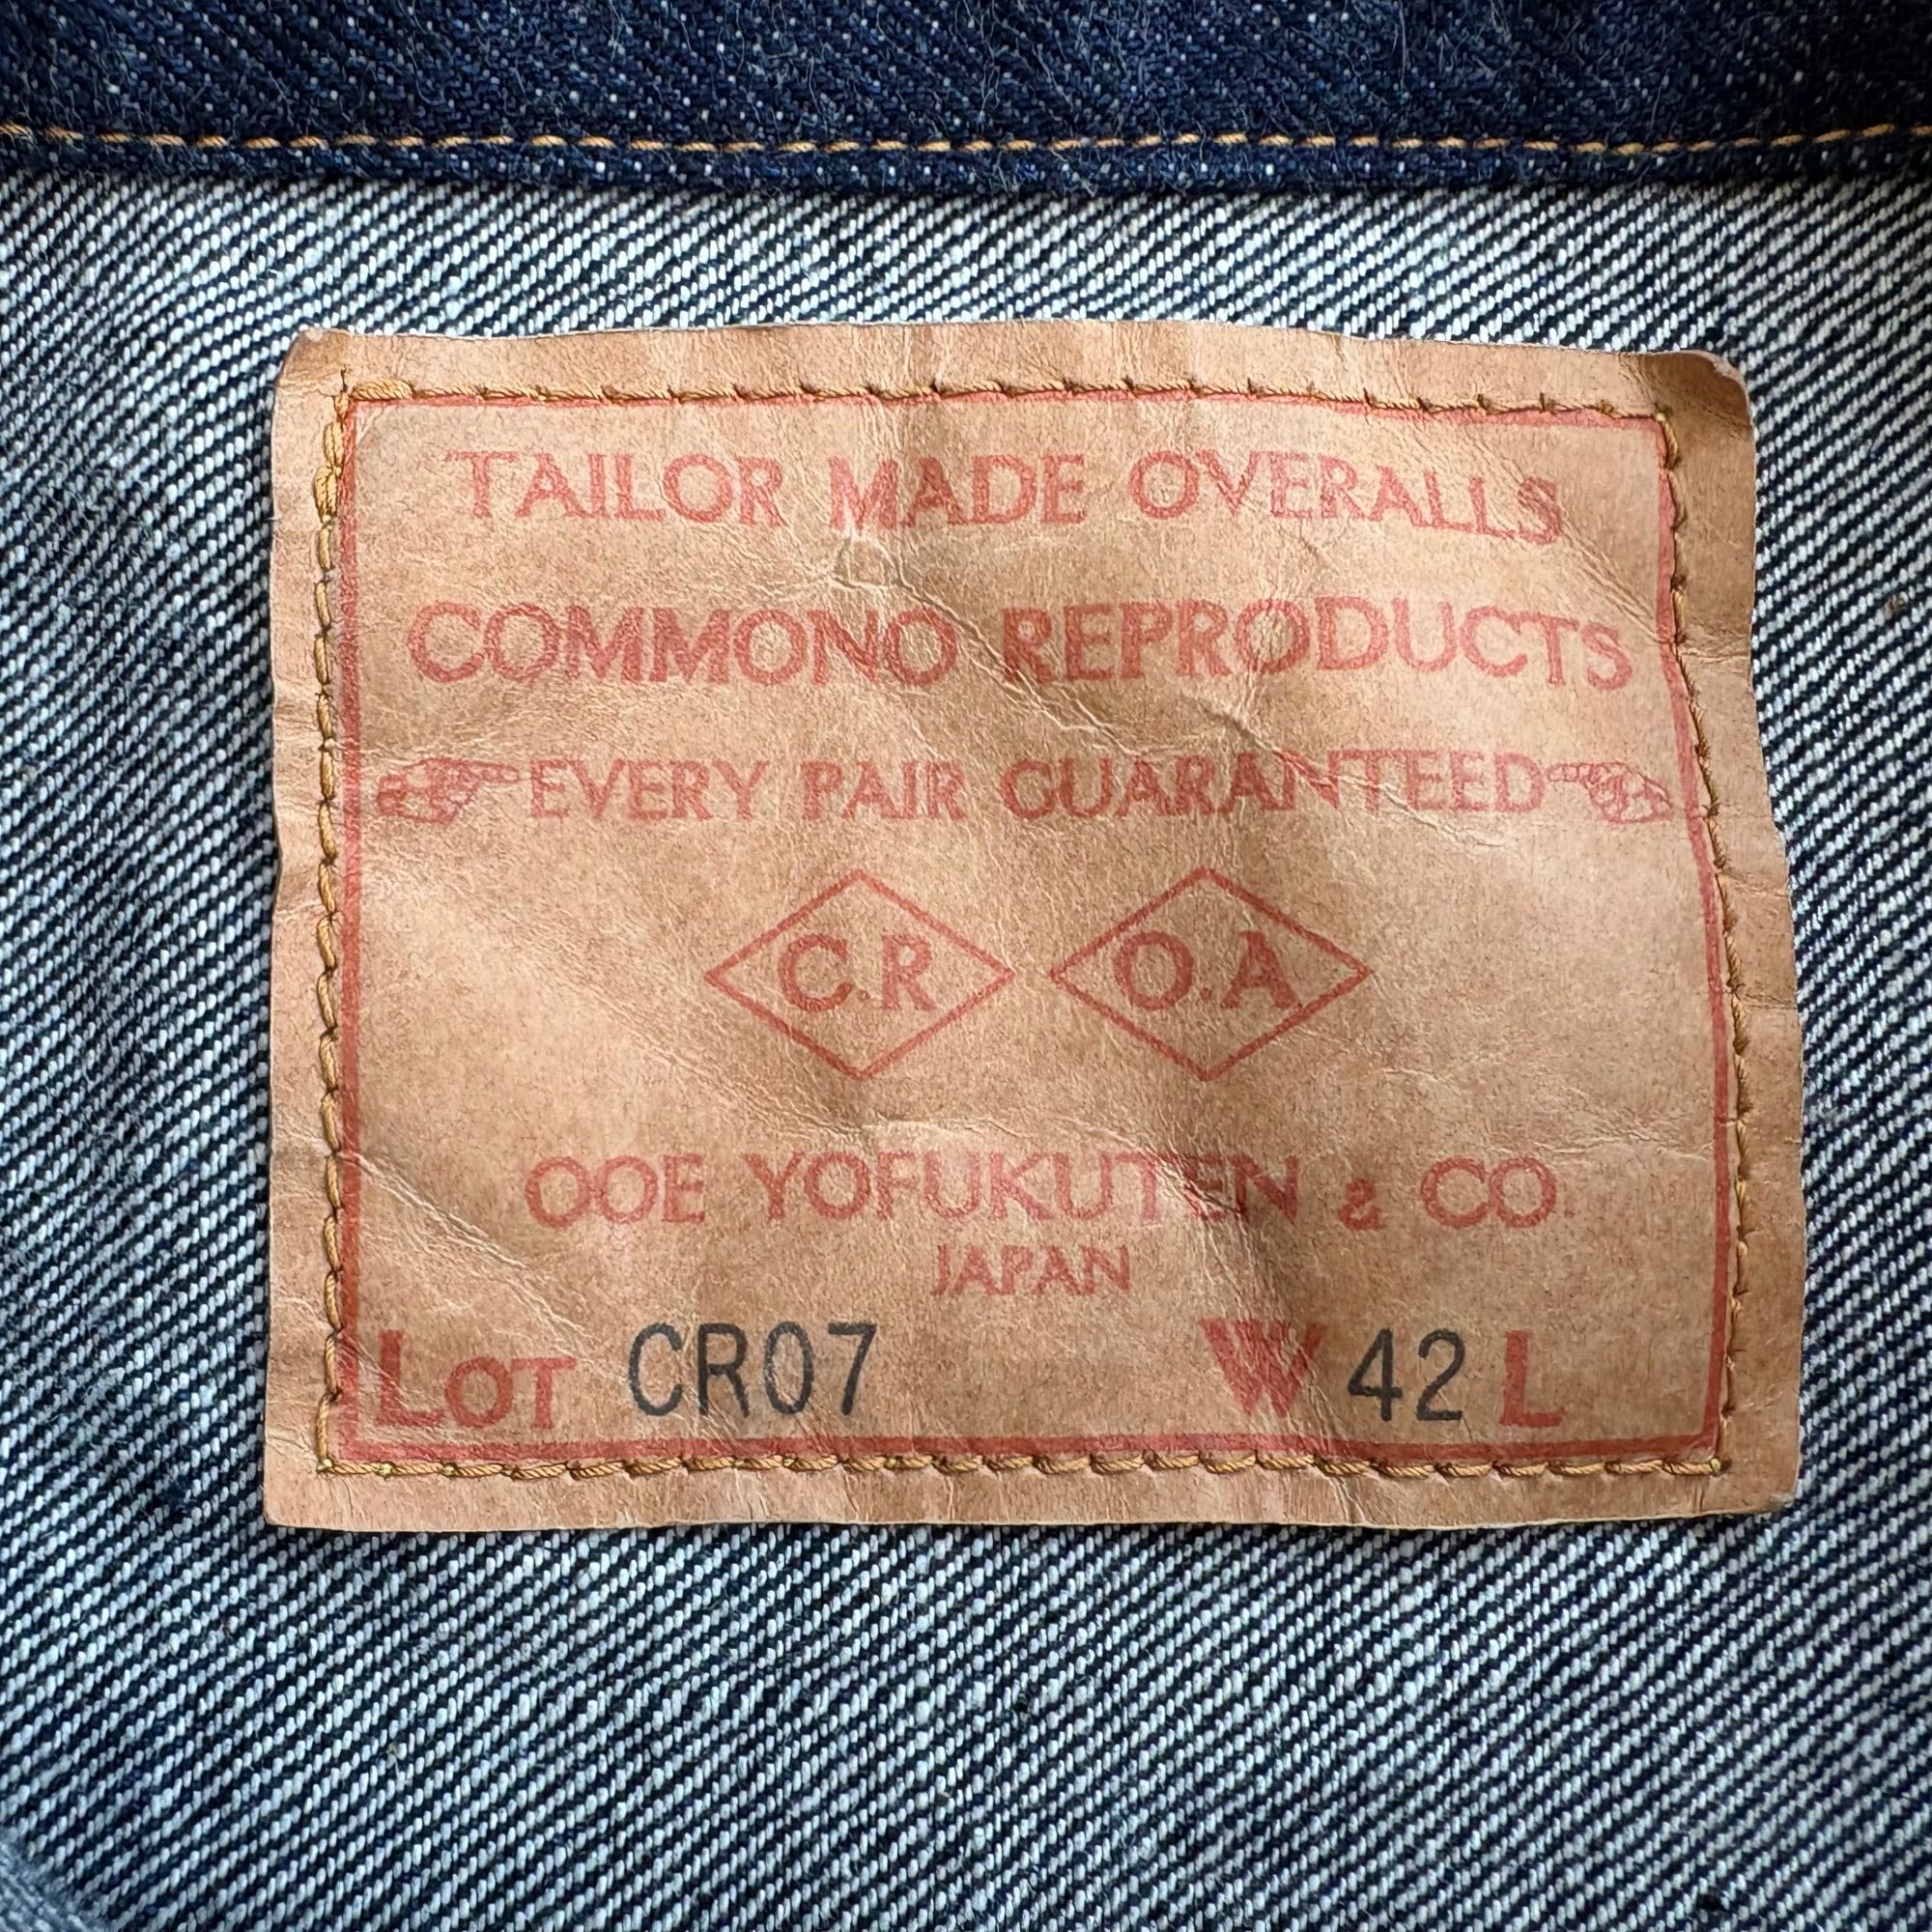 TAILOR MADE OVERALLS
COMMONO REPRODUCTS
EVERY PAIR GUARANTEED
C.R O.A
OOE YOFUKUTEN & CO
JAPAN
LOT CR07 W 42 L